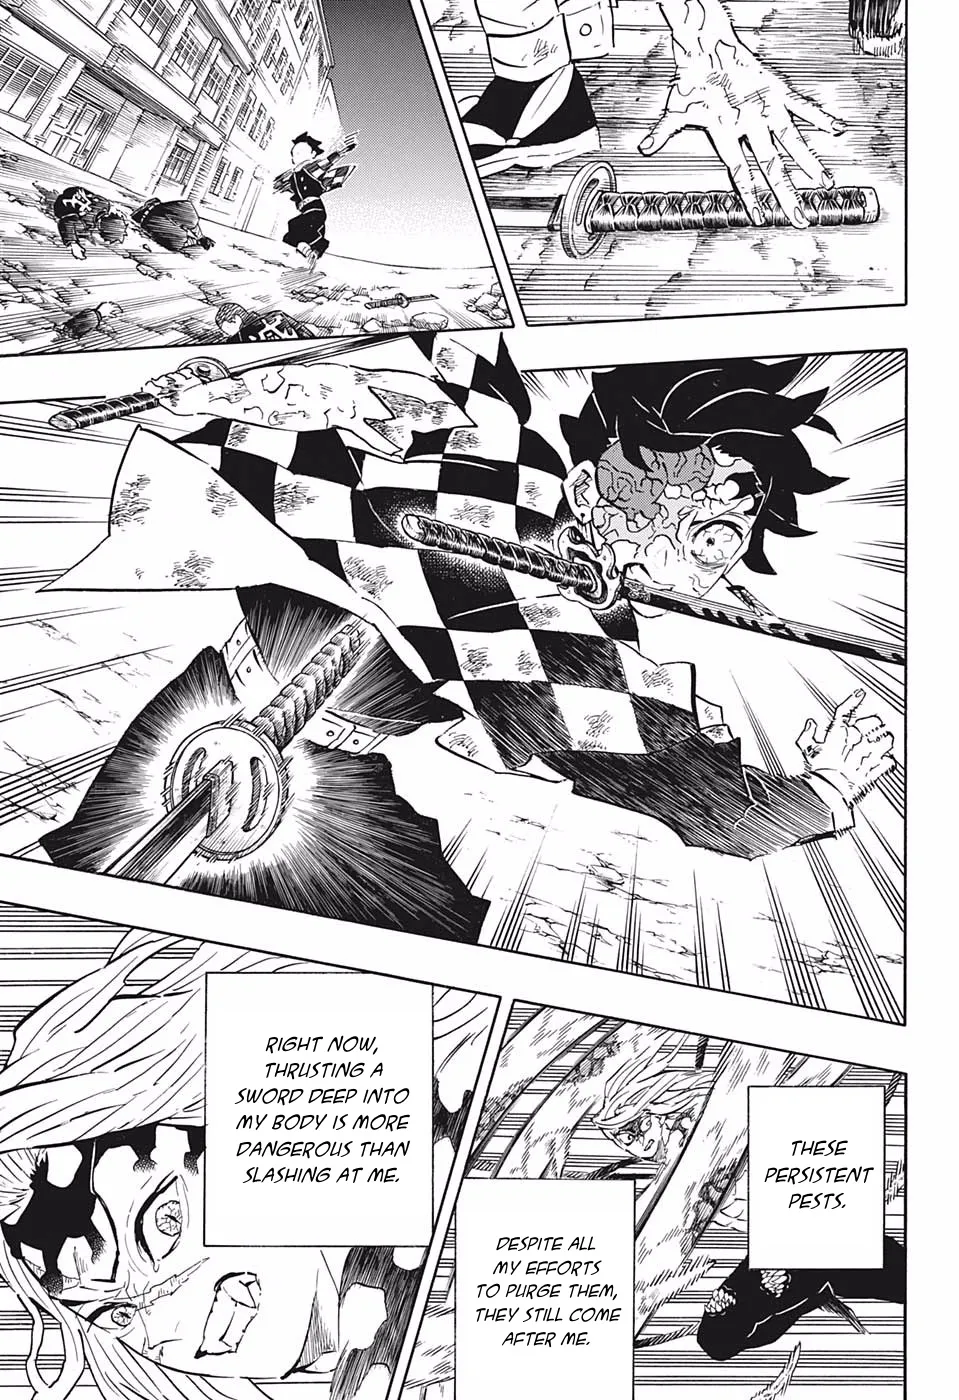 THESE
PERSISTENT
PESTS.
DESPITE ALL
MY EFFORTS
TO PURGE THEM,
THEY STILL COME
AFTER ME.
RIGHT NOW,
THRUSTING A
SWORD DEEP INTO
MY BODY IS MORE
DANGEROUS THAN
SLASHING AT ME.